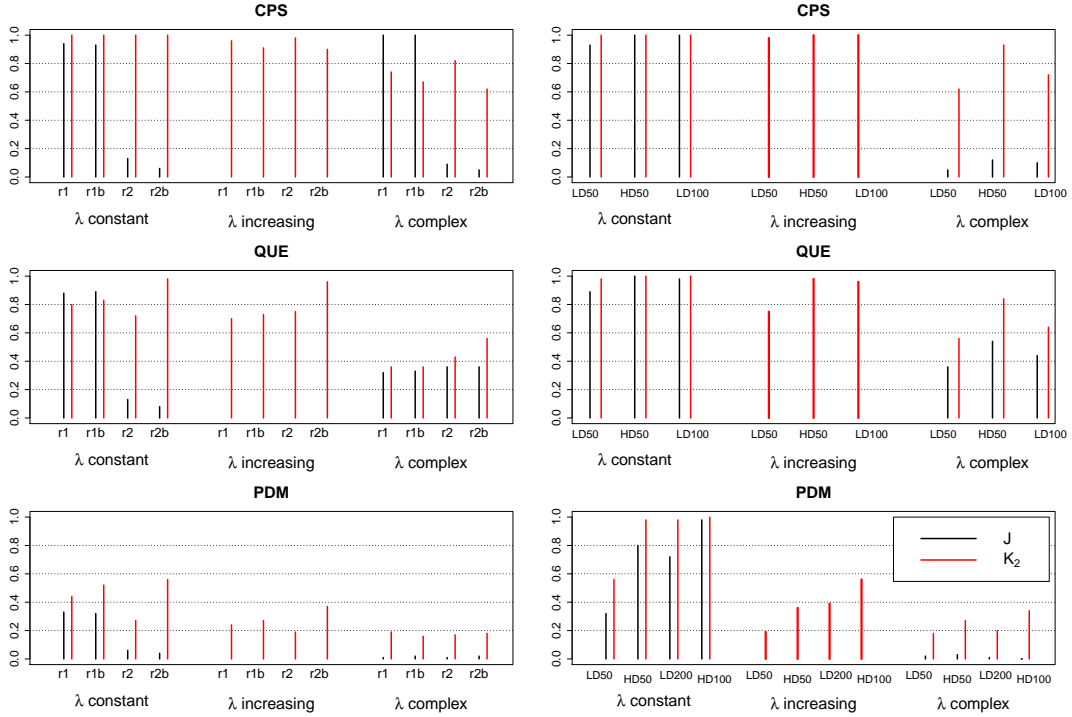 CPS
1.0
0.8
0.6
0.4
0.2
0.0
r1 r1b r2 r2b r1 r1b r2 r2b r1 r1b r2 r2b
λ constant λ increasing λ complex
CPS
1.0
0.8
0.6
0.4
0.2
0.0
LD50 HD50 LD100 LD50 HD50 LD100 LD50 HD50 LD100
λ constant λ increasing λ complex
QUE
1.0
0.8
0.6
0.4
0.2
0.0
r1 r1b r2 r2b r1 r1b r2 r2b r1 r1b r2 r2b
λ constant λ increasing λ complex
QUE
1.0
0.8
0.6
0.4
0.2
0.0
LD50 HD50 LD100 LD50 HD50 LD100 LD50 HD50 LD100
λ constant λ increasing λ complex
PDM
1.0
0.8
0.6
0.4
0.2
0.0
r1 r1b r2 r2b r1 r1b r2 r2b r1 r1b r2 r2b
λ constant λ increasing λ complex
PDM
J
K₂
1.0
0.8
0.6
0.4
0.2
0.0
LD50 HD50 LD200 HD100 LD50 HD50 LD200 HD100 LD50 HD50 LD200 HD100
λ constant λ increasing λ complex